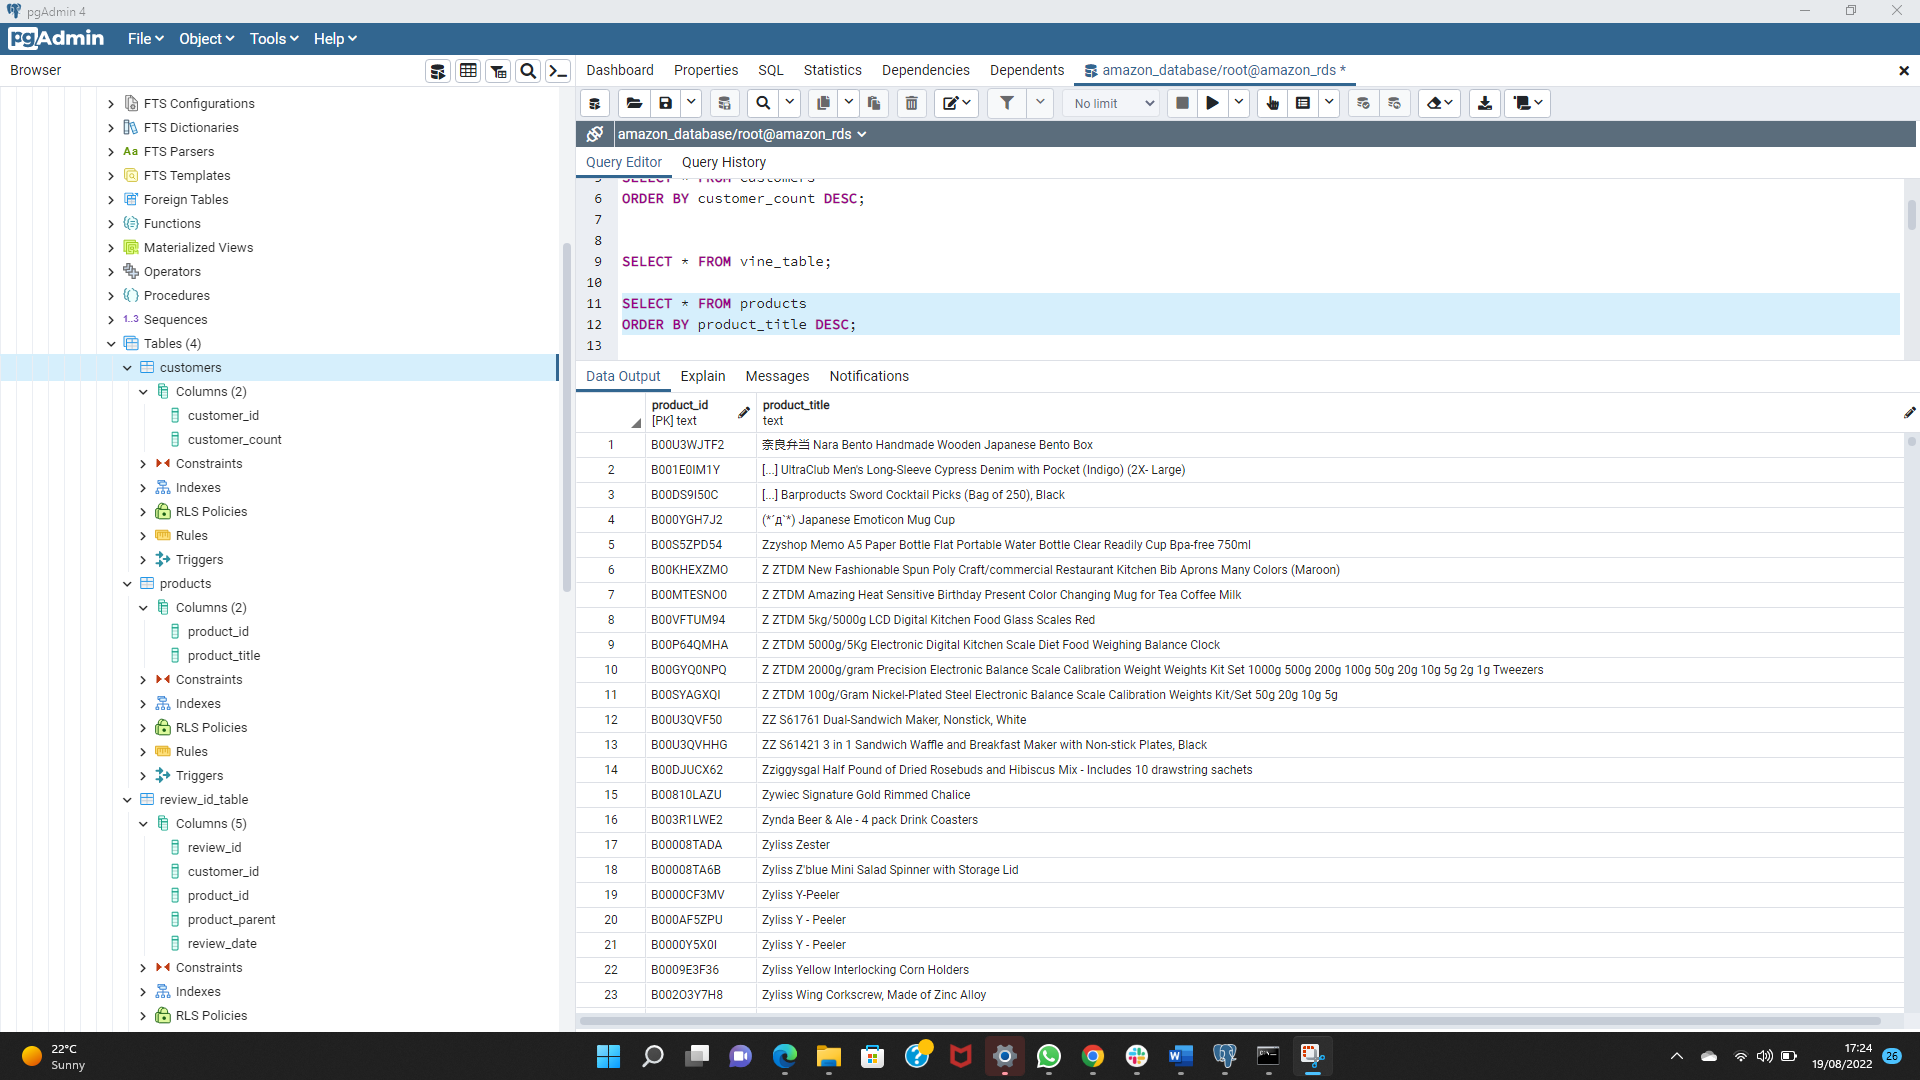 pgAdmin 4
pgAdmin File Object Tools Help
Browser
Dashboard Properties SQL Statistics Dependencies Dependents amazon_database/root@amazon_rds *
No limit
amazon_database/root@amazon_rds
Query Editor Query History
FTS Configurations
FTS Dictionaries
Aa FTS Parsers
FTS Templates
Foreign Tables
Functions
Materialized Views
Operators
Procedures
1..3 Sequences
Tables (4)
customers
Columns (2)
customer_id
customer_count
Constraints
Indexes
RLS Policies
Rules
Triggers
products
Columns (2)
product_id
product_title
Constraints
Indexes
RLS Policies
Rules
Triggers
review_id_table
Columns (5)
review_id
customer_id
product_id
product_parent
review_date
Constraints
Indexes
RLS Policies
5 SELECT * FROM customers
6 ORDER BY customer_count DESC;
7
8
9 SELECT * FROM vine_table;
10
11 SELECT * FROM products
12 ORDER BY product_title DESC;
13
Data Output Explain Messages Notifications
product_id product_title
[PK] text text
1 B00U3WJTF2 奈良弁当 Nara Bento Handmade Wooden Japanese Bento Box
2 B001E0IM1Y [...] UltraClub Men's Long-Sleeve Cypress Denim with Pocket (Indigo) (2X- Large)
3 B00DS9I50C [...] Barproducts Sword Cocktail Picks (Bag of 250), Black
4 B000YGH7J2 (*´д`*) Japanese Emoticon Mug Cup
5 B00S5ZPD54 Zzyshop Memo A5 Paper Bottle Flat Portable Water Bottle Clear Readily Cup Bpa-free 750ml
6 B00KHEXZMO Z ZTDM New Fashionable Spun Poly Craft/commercial Restaurant Kitchen Bib Aprons Many Colors (Maroon)
7 B00MTESNO0 Z ZTDM Amazing Heat Sensitive Birthday Present Color Changing Mug for Tea Coffee Milk
8 B00VFTUM94 Z ZTDM 5kg/5000g LCD Digital Kitchen Food Glass Scales Red
9 B00P64QMHA Z ZTDM 5000g/5Kg Electronic Digital Kitchen Scale Diet Food Weighing Balance Clock
10 B00GYQ0NPQ Z ZTDM 2000g/gram Precision Electronic Balance Scale Calibration Weight Weights Kit Set 1000g 500g 200g 100g 50g 20g 10g 5g 2g 1g Tweezers
11 B00SYAGXQI Z ZTDM 100g/Gram Nickel-Plated Steel Electronic Balance Scale Calibration Weights Kit/Set 50g 20g 10g 5g
12 B00U3QVF50 ZZ S61761 Dual-Sandwich Maker, Nonstick, White
13 B00U3QVHHG ZZ S61421 3 in 1 Sandwich Waffle and Breakfast Maker with Non-stick Plates, Black
14 B00DJUCX62 Zziggysgal Half Pound of Dried Rosebuds and Hibiscus Mix - Includes 10 drawstring sachets
15 B00810LAZU Zywiec Signature Gold Rimmed Chalice
16 B003R1LWE2 Zynda Beer & Ale - 4 pack Drink Coasters
17 B00008TADA Zyliss Zester
18 B00008TA6B Zyliss Z'blue Mini Salad Spinner with Storage Lid
19 B0000CF3MV Zyliss Y-Peeler
20 B000AF5ZPU Zyliss Y - Peeler
21 B0000Y5X0I Zyliss Y - Peeler
22 B0009E3F36 Zyliss Yellow Interlocking Corn Holders
23 B002O3Y7H8 Zyliss Wing Corkscrew, Made of Zinc Alloy
22°C
Sunny
17:24
19/08/2022
26